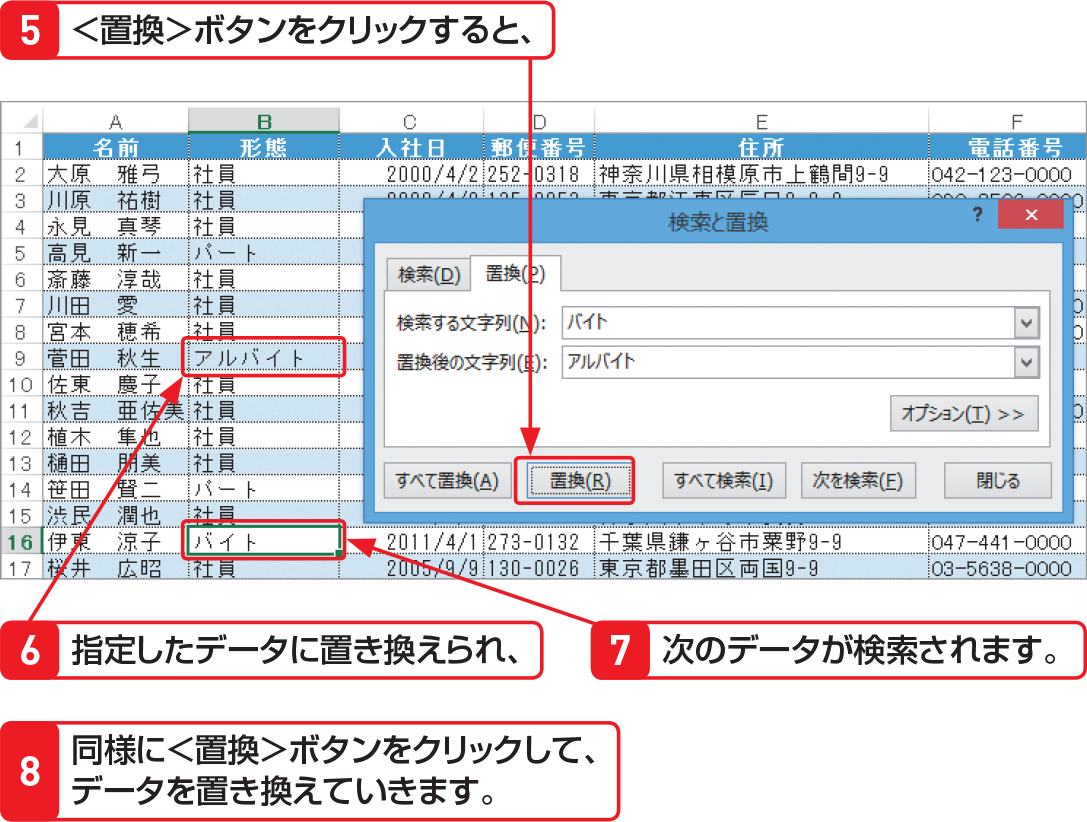 5 <置換>ボタンをクリックすると、
A B C D E F
1 名前 形態 入社日 郵便番号 住所 電話番号
2 大原 雅弓 社員 2000/4/2 252-0318 神奈川県相模原市上鶴間9-9 042-123-0000
3 川原 祐樹 社員
4 永見 真琴 社員
5 高見 新一 パート
6 斎藤 淳哉 社員
7 川田 愛 社員
8 宮本 穂希 社員
9 菅田 秋生 アルバイト
10 佐東 慶子 社員
11 秋吉 亜佐美 社員
12 植木 隼也 社員
13 樋田 朋美 社員
14 笹田 賢二 パート
15 渋民 潤也 社員
16 伊東 涼子 バイト 2011/4/1 273-0132 千葉県鎌ヶ谷市粟野9-9 047-441-0000
17 桜井 広昭 社員 2005/9/9 130-0026 東京都墨田区両国9-9 03-5638-0000
検索と置換 ? ×
検索(D) 置換(P)
検索する文字列(N): バイト
置換後の文字列(E): アルバイト
オプション(T) >>
すべて置換(A) 置換(R) すべて検索(I) 次を検索(F) 閉じる
6 指定したデータに置き換えられ、
7 次のデータが検索されます。
8 同様に<置換>ボタンをクリックして、
データを置き換えていきます。